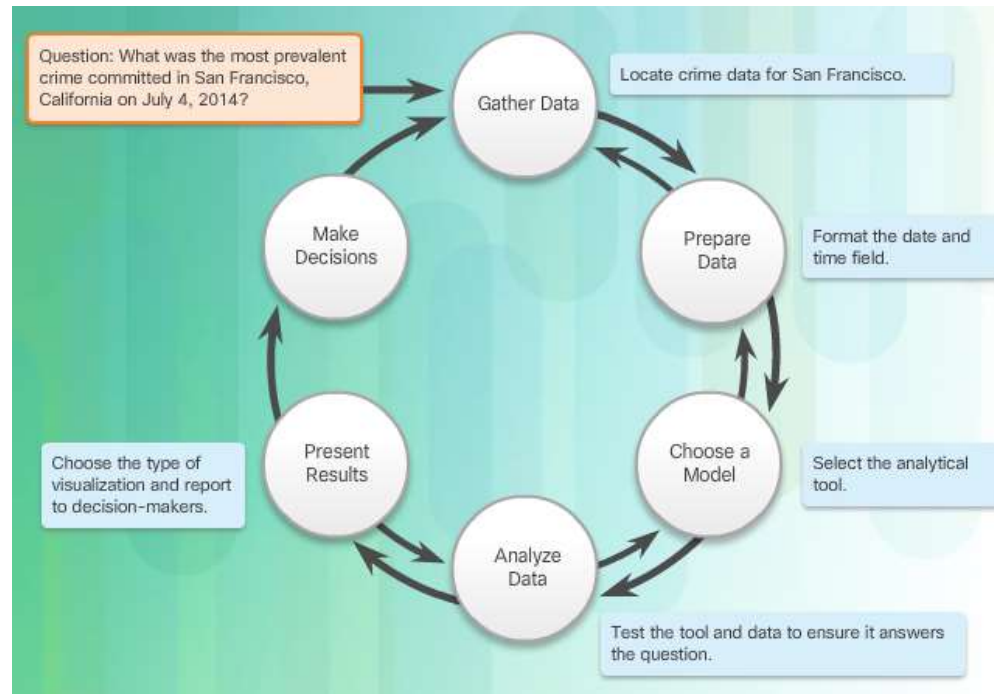 Question: What was the most prevalent
crime committed in San Francisco,
California on July 4, 2014?
Gather Data
Locate crime data for San Francisco.
Prepare
Data
Format the date and
time field.
Choose a
Model
Select the analytical
tool.
Analyze
Data
Test the tool and data to ensure it answers
the question.
Present
Results
Choose the type of
visualization and report
to decision-makers.
Make
Decisions